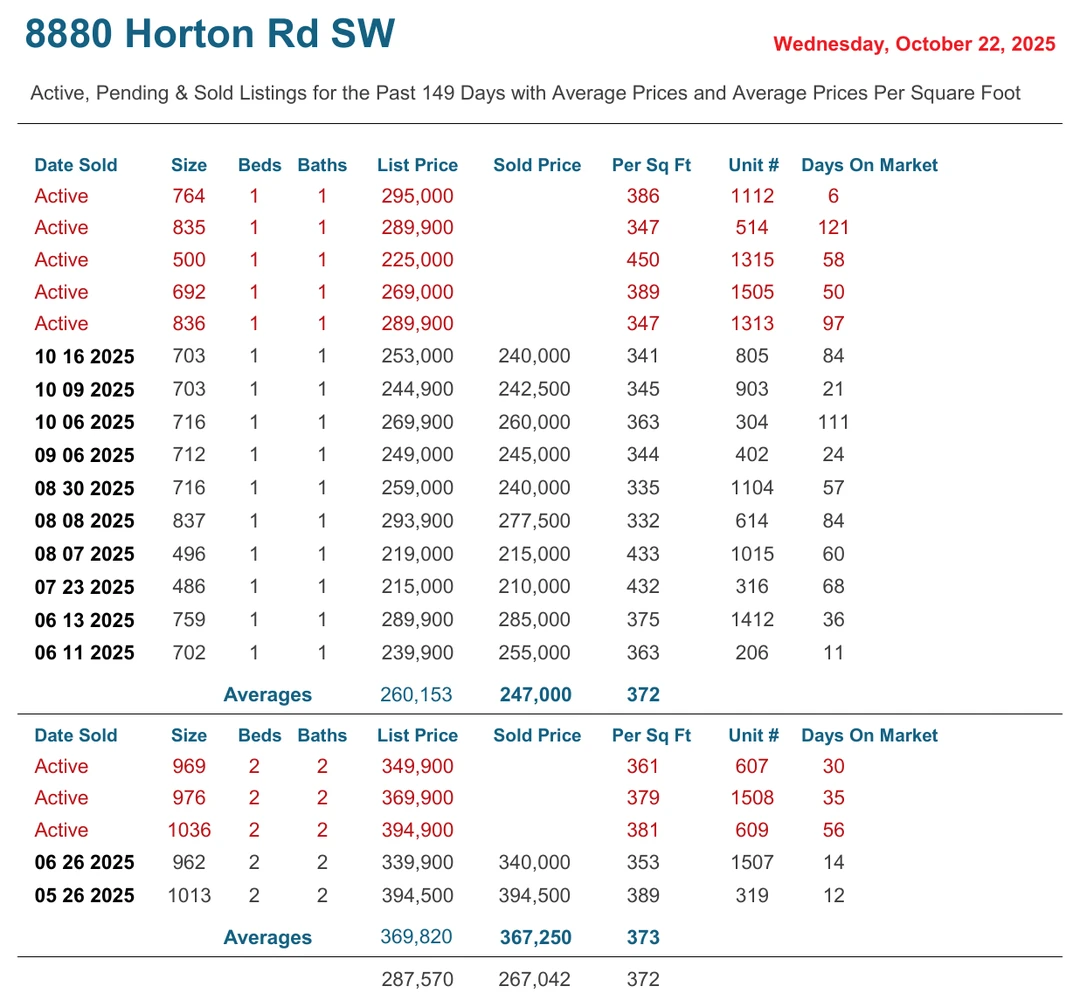 8880 Horton Rd SW
Wednesday, October 22, 2025
Active, Pending & Sold Listings for the Past 149 Days with Average Prices and Average Prices Per Square Foot
Date Sold Size Beds Baths List Price Sold Price Per Sq Ft Unit # Days On Market
Active 764 1 1 295,000 386 1112 6
Active 835 1 1 289,900 347 514 121
Active 500 1 1 225,000 450 1315 58
Active 692 1 1 269,000 389 1505 50
Active 836 1 1 289,900 347 1313 97
10 16 2025 703 1 1 253,000 240,000 341 805 84
10 09 2025 703 1 1 244,900 242,500 345 903 21
10 06 2025 716 1 1 269,900 260,000 363 304 111
09 06 2025 712 1 1 249,000 245,000 344 402 24
08 30 2025 716 1 1 259,000 240,000 335 1104 57
08 08 2025 837 1 1 293,900 277,500 332 614 84
08 07 2025 496 1 1 219,000 215,000 433 1015 60
07 23 2025 486 1 1 215,000 210,000 432 316 68
06 13 2025 759 1 1 289,900 285,000 375 1412 36
06 11 2025 702 1 1 239,900 255,000 363 206 11
Averages 260,153 247,000 372
Date Sold Size Beds Baths List Price Sold Price Per Sq Ft Unit # Days On Market
Active 969 2 2 349,900 361 607 30
Active 976 2 2 369,900 379 1508 35
Active 1036 2 2 394,900 381 609 56
06 26 2025 962 2 2 339,900 340,000 353 1507 14
05 26 2025 1013 2 2 394,500 394,500 389 319 12
Averages 369,820 367,250 373
287,570 267,042 372